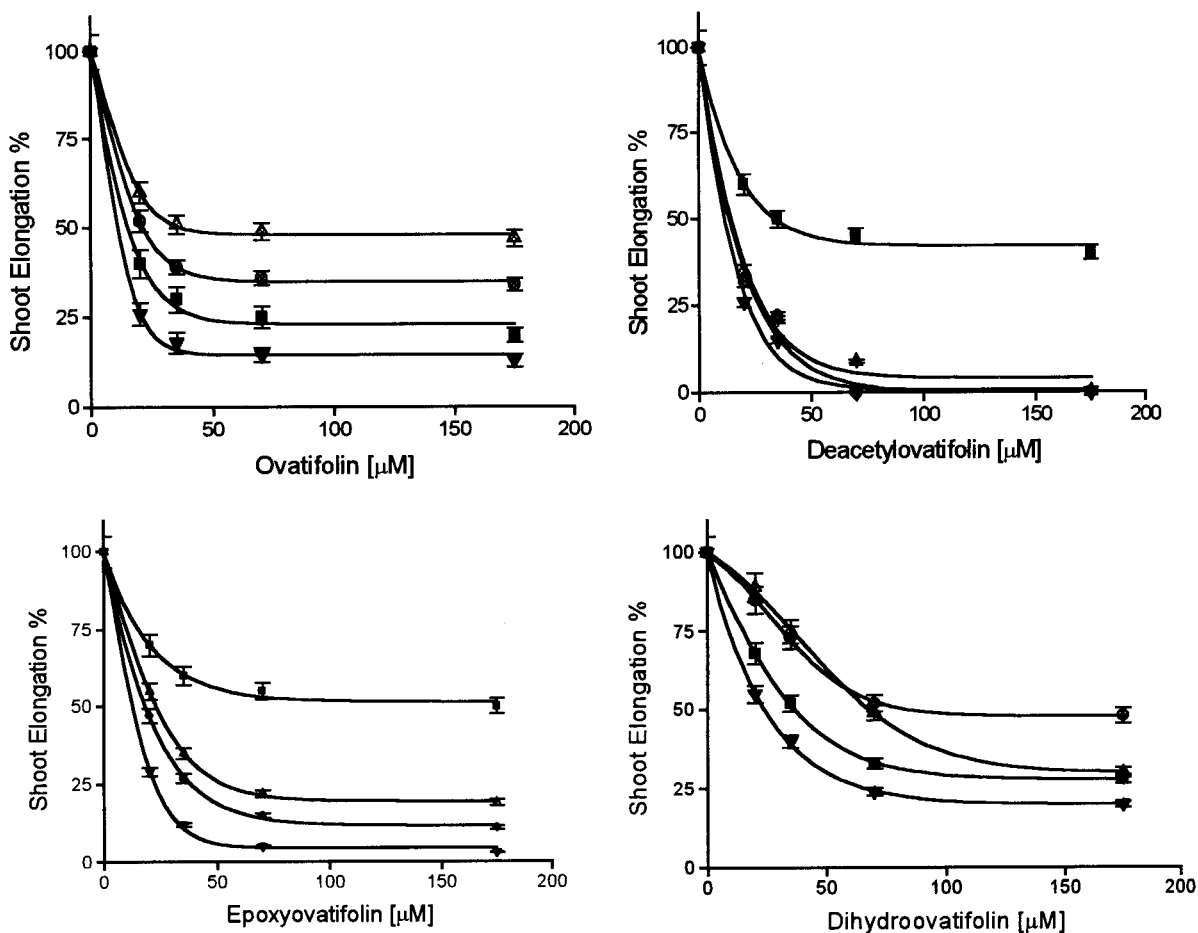 Shoot Elongation %
100
75
50
25
0
0 50 100 150 200
Ovatifolin [μM]
Shoot Elongation %
100
75
50
25
0
0 50 100 150 200
Deacetylovatifolin [μM]
Shoot Elongation %
100
75
50
25
0
0 50 100 150 200
Epoxyovatifolin [μM]
Shoot Elongation %
100
75
50
25
0
0 50 100 150 200
Dihydroovatifolin [μM]